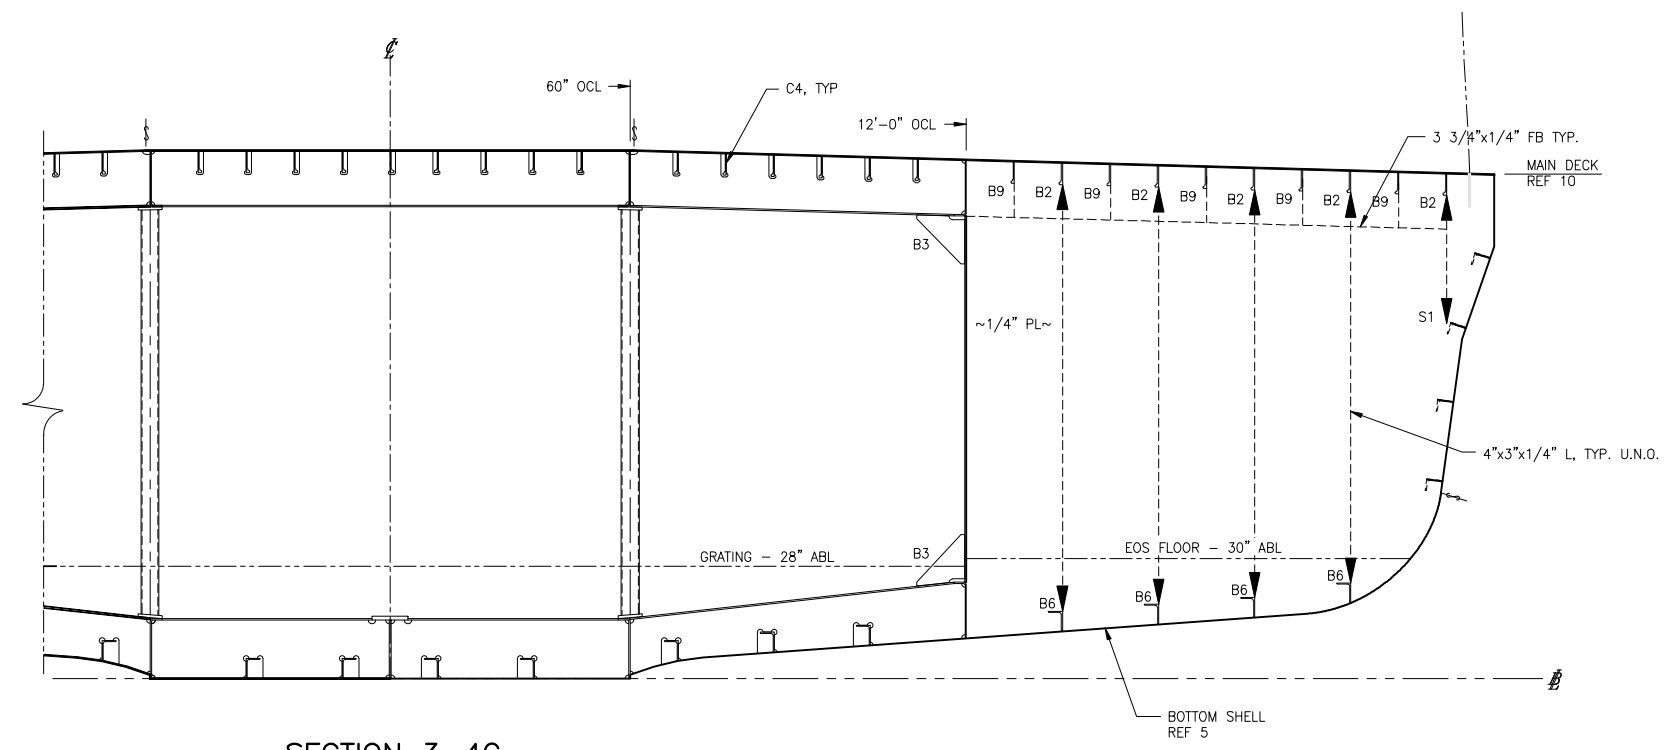 ℄
60" OCL
C4, TYP
12'-0" OCL
3 3/4"x1/4" FB TYP.
MAIN DECK
REF 10
B9 B2 B9 B2 B9 B2 B9 B2 B9 B2
B3
~1/4" PL~
S1
4"x3"x1/4" L, TYP. U.N.O.
GRATING - 28" ABL
B3
EOS FLOOR - 30" ABL
B6 B6 B6 B6
BL
BOTTOM SHELL
REF 5